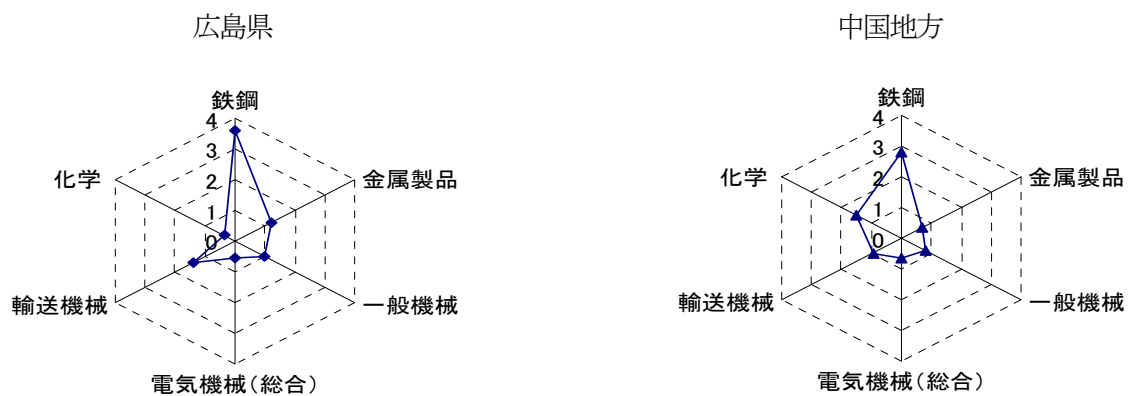 広島県
鉄鋼
4
3
2
1
0
化学
金属製品
輸送機械
一般機械
電気機械(総合)
中国地方
鉄鋼
4
3
2
1
0
化学
金属製品
輸送機械
一般機械
電気機械(総合)